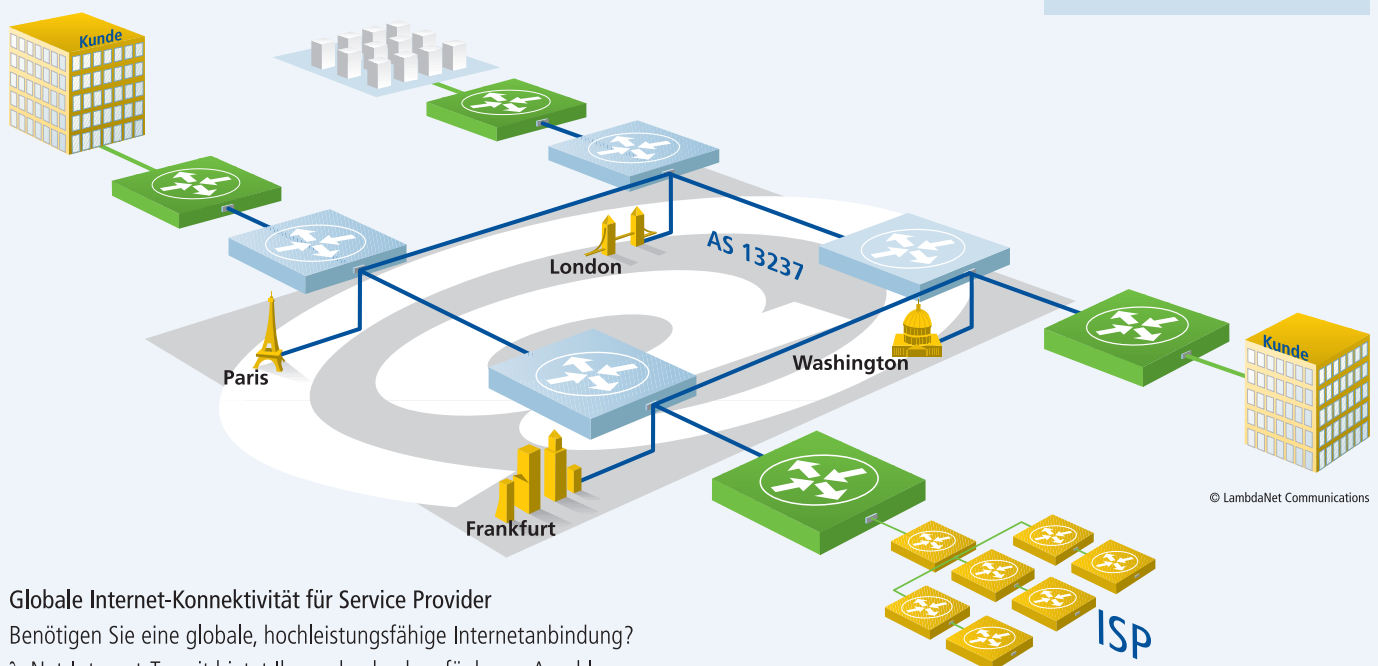 Kunde
London
AS 13237
Paris
Washington
Kunde
Frankfurt
© LambdaNet Communications
ISP
Globale Internet-Konnektivität für Service Provider
Benötigen Sie eine globale, hochleistungsfähige Internetanbindung?